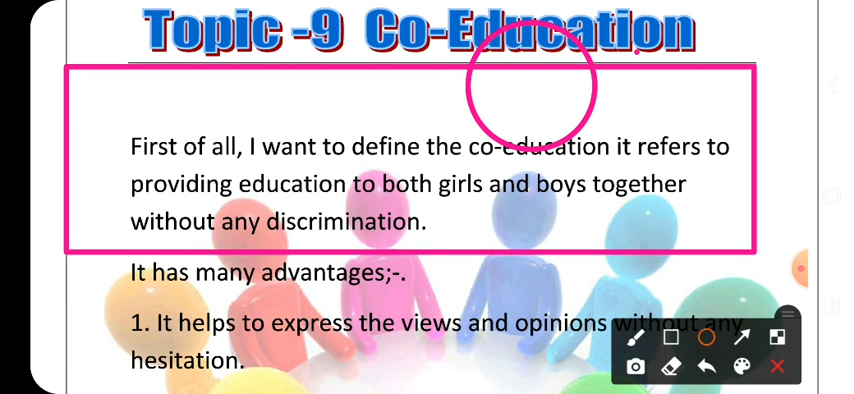 Topic -9 Co-Education
First of all, I want to define the co-education it refers to
providing education to both girls and boys together
without any discrimination.
It has many advantages;-.
1. It helps to express the views and opinions without any
hesitation.